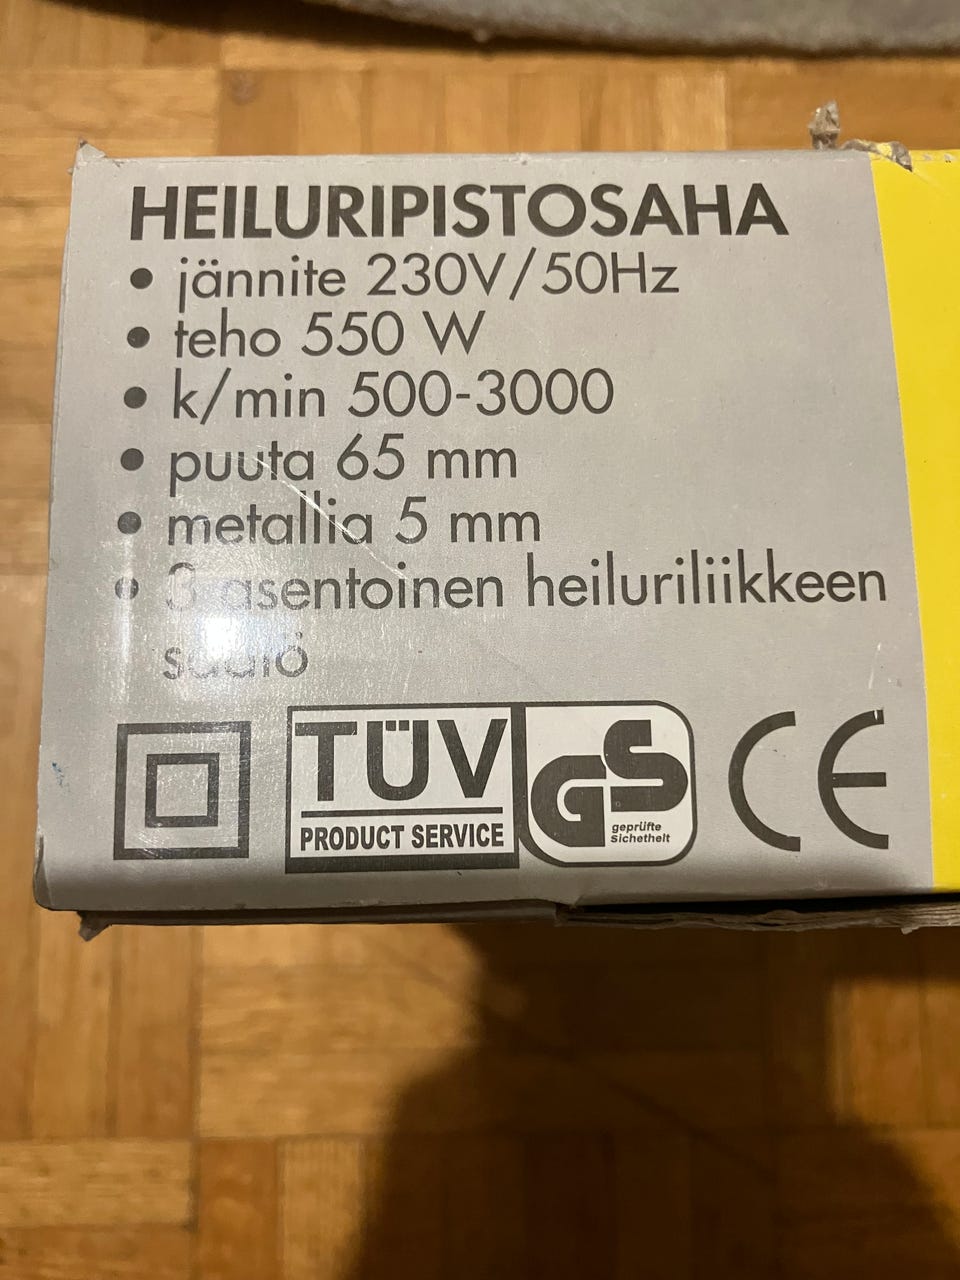 HEILURIPISTOSAHA
• jännite 230V/50Hz
• teho 550 W
• k/min 500-3000
• puuta 65 mm
• metallia 5 mm
• 3 asentoinen heiluriliikkeen
säätö
TÜV
PRODUCT SERVICE
GS
geprüfte
Sichetheit
CE